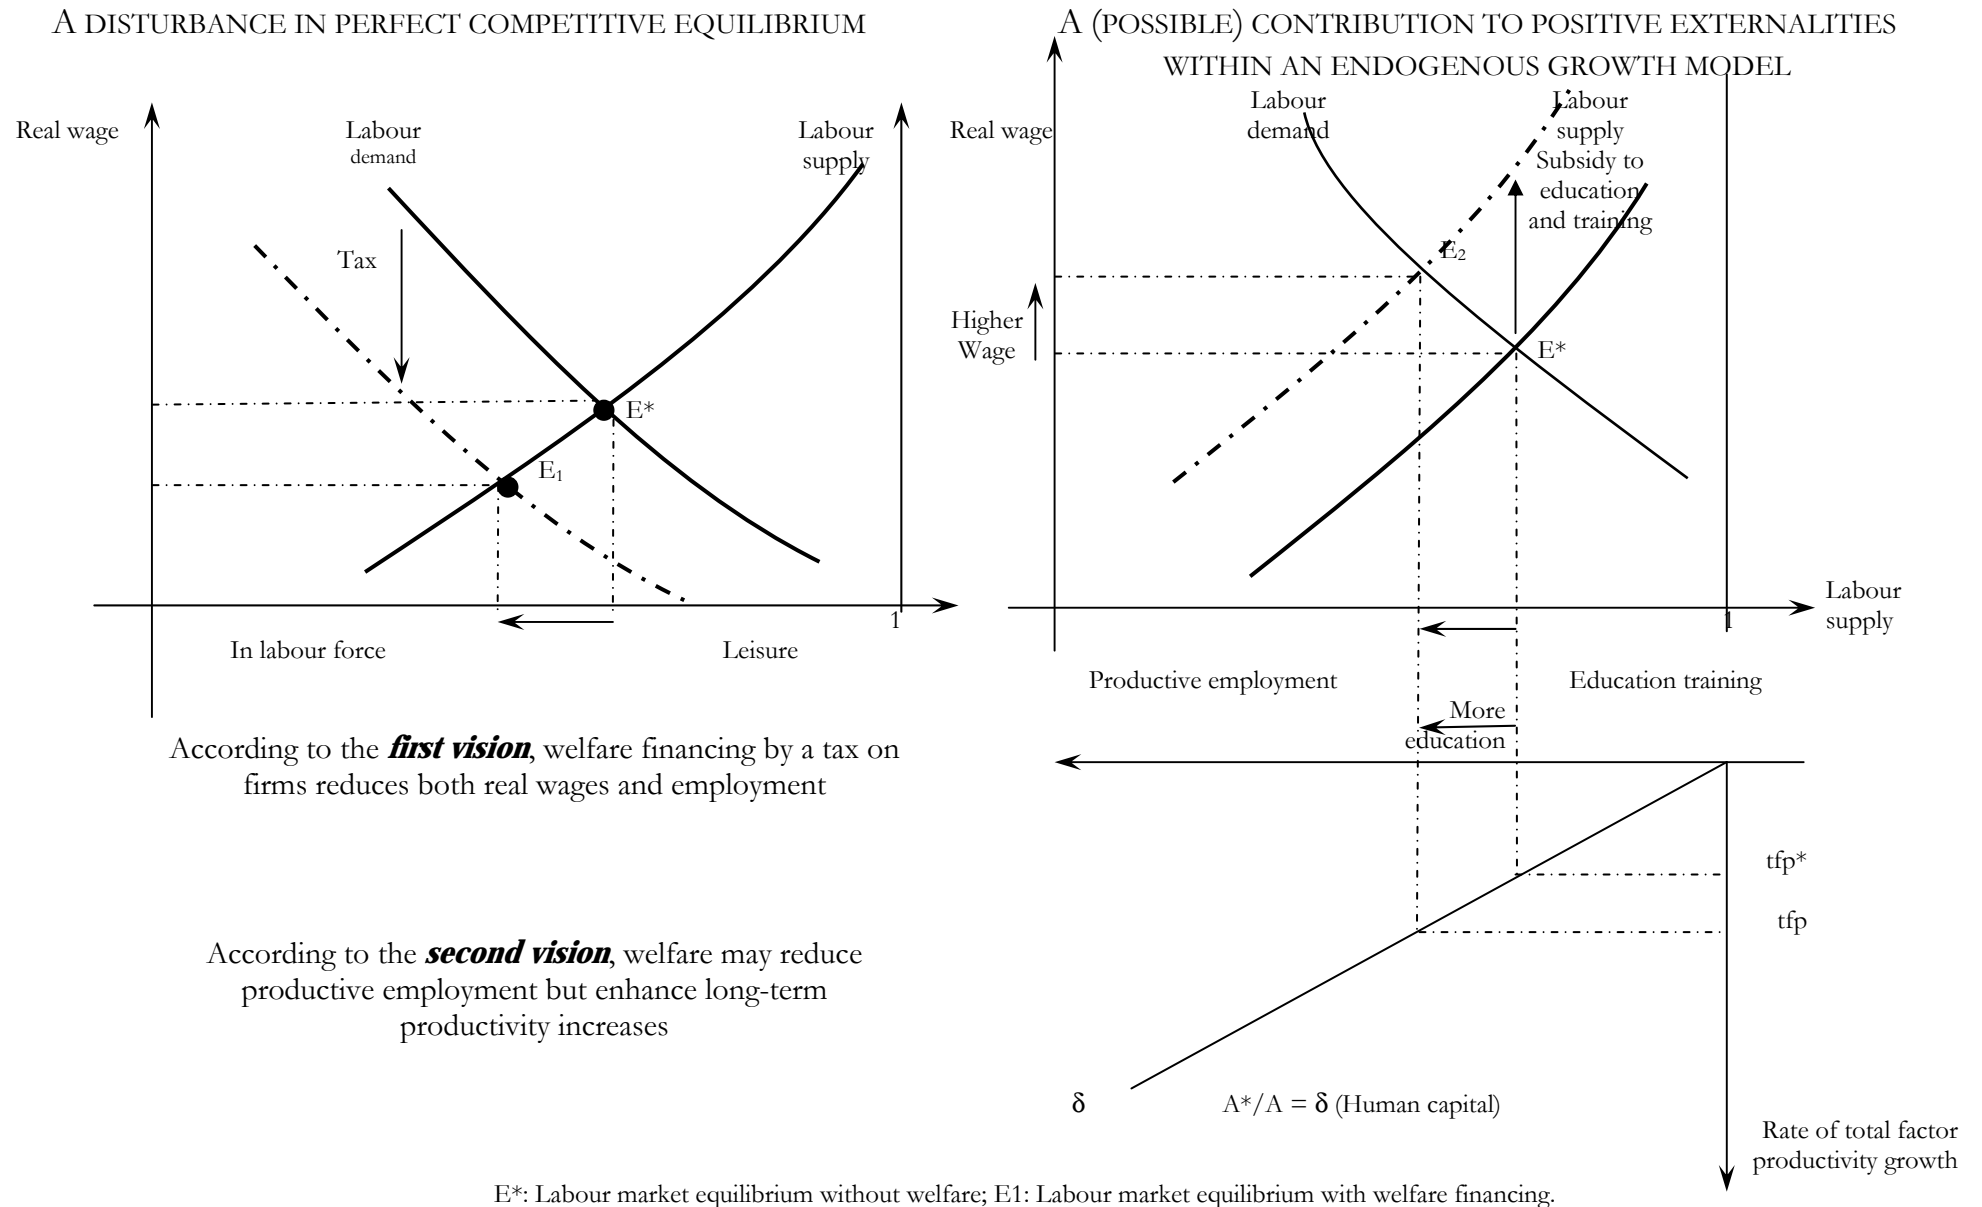 A DISTURBANCE IN PERFECT COMPETITIVE EQUILIBRIUM
Real wage
Labour
demand
Labour
supply
Tax
E*
E₁
1
In labour force
Leisure
According to the first vision, welfare financing by a tax on
firms reduces both real wages and employment
According to the second vision, welfare may reduce
productive employment but enhance long-term
productivity increases
A (POSSIBLE) CONTRIBUTION TO POSITIVE EXTERNALITIES
WITHIN AN ENDOGENOUS GROWTH MODEL
Real wage
Labour
demand
Labour
supply
Subsidy to
education
and training
E₂
Higher
Wage
E*
Labour
supply
1
Productive employment
Education training
More
education
tfp*
tfp
δ
A*/A = δ (Human capital)
Rate of total factor
productivity growth
E*: Labour market equilibrium without welfare; E1: Labour market equilibrium with welfare financing.